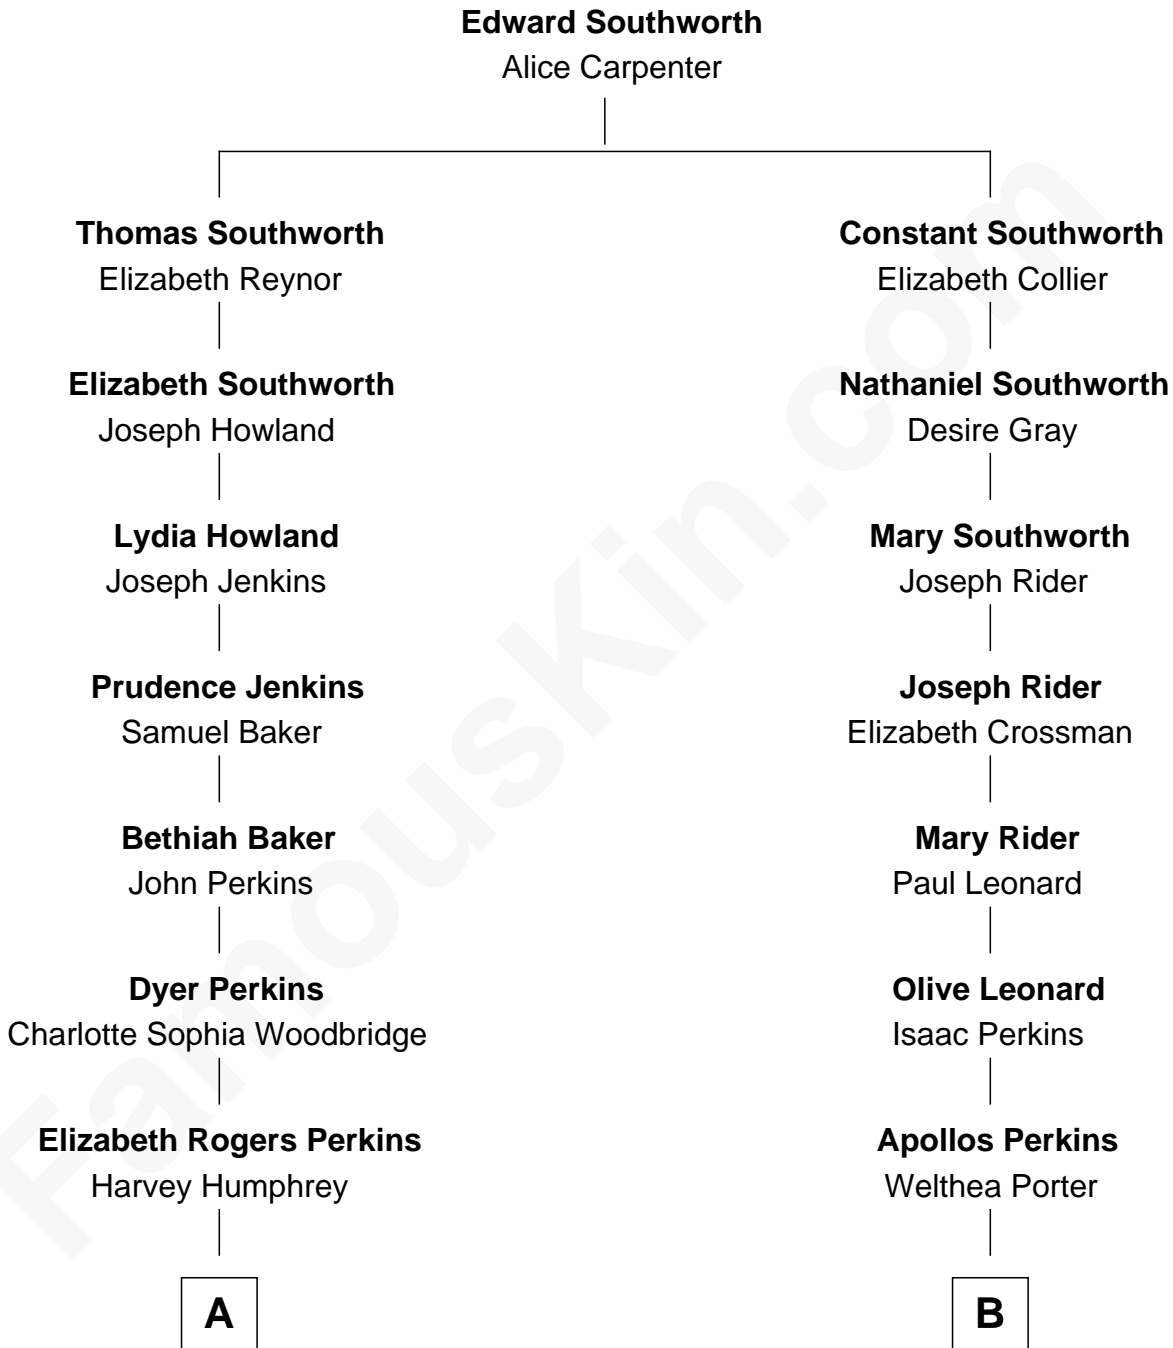 Edward Southworth
Alice Carpenter
Thomas Southworth
Elizabeth Reynor
Constant Southworth
Elizabeth Collier
Elizabeth Southworth
Joseph Howland
Nathaniel Southworth
Desire Gray
Lydia Howland
Joseph Jenkins
Mary Southworth
Joseph Rider
Prudence Jenkins
Samuel Baker
Joseph Rider
Elizabeth Crossman
Bethiah Baker
John Perkins
Mary Rider
Paul Leonard
Dyer Perkins
Charlotte Sophia Woodbridge
Olive Leonard
Isaac Perkins
Elizabeth Rogers Perkins
Harvey Humphrey
Apollos Perkins
Welthea Porter
A
B
FamousKin.com